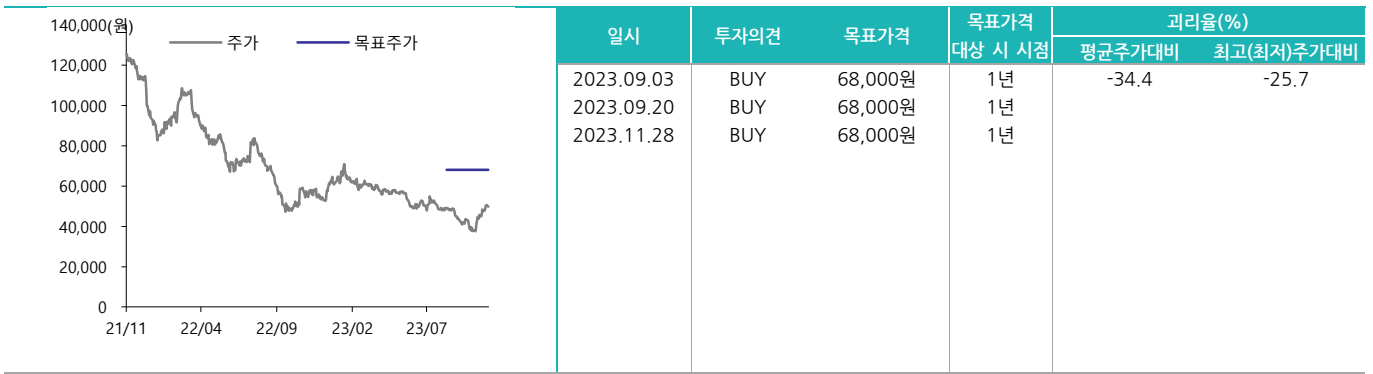 140,000(원)
주가 목표주가
120,000
100,000
80,000
60,000
40,000
20,000
0
21/11 22/04 22/09 23/02 23/07
일시 투자의견 목표가격 목표가격 대상 시 시점 괴리율(%)
평균주가대비 최고(최저)주가대비
2023.09.03 BUY 68,000원 1년 -34.4 -25.7
2023.09.20 BUY 68,000원 1년
2023.11.28 BUY 68,000원 1년